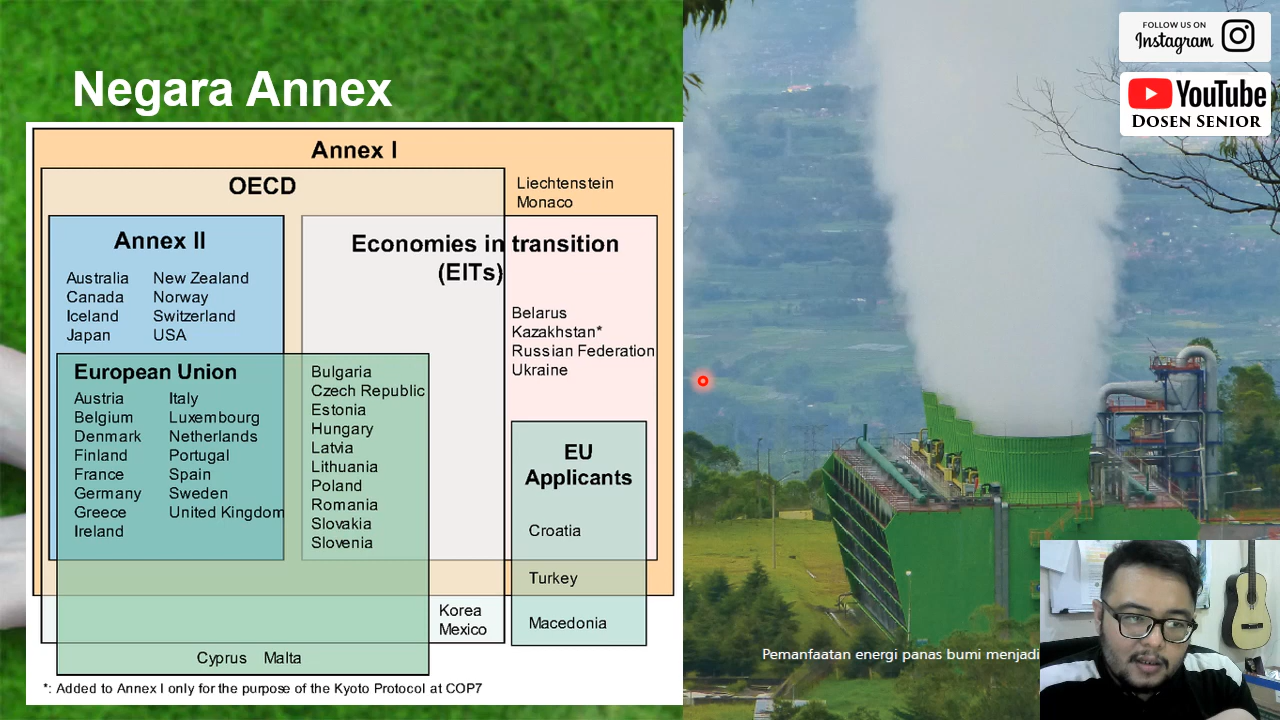 Negara Annex
Annex I
OECD
Liechtenstein
Monaco
Annex II
Australia
Canada
Iceland
Japan
New Zealand
Norway
Switzerland
USA
Economies in transition
(EITs)
Belarus
Kazakhstan*
Russian Federation
Ukraine
European Union
Austria
Belgium
Denmark
Finland
France
Germany
Greece
Ireland
Italy
Luxembourg
Netherlands
Portugal
Spain
Sweden
United Kingdom
Bulgaria
Czech Republic
Estonia
Hungary
Latvia
Lithuania
Poland
Romania
Slovakia
Slovenia
EU
Applicants
Croatia
Turkey
Macedonia
Korea
Mexico
Cyprus Malta
*: Added to Annex I only for the purpose of the Kyoto Protocol at COP7
FOLLOW US ON
Instagram
YouTube
DOSEN SENIOR
Pemanfaatan energi panas bumi menjadi